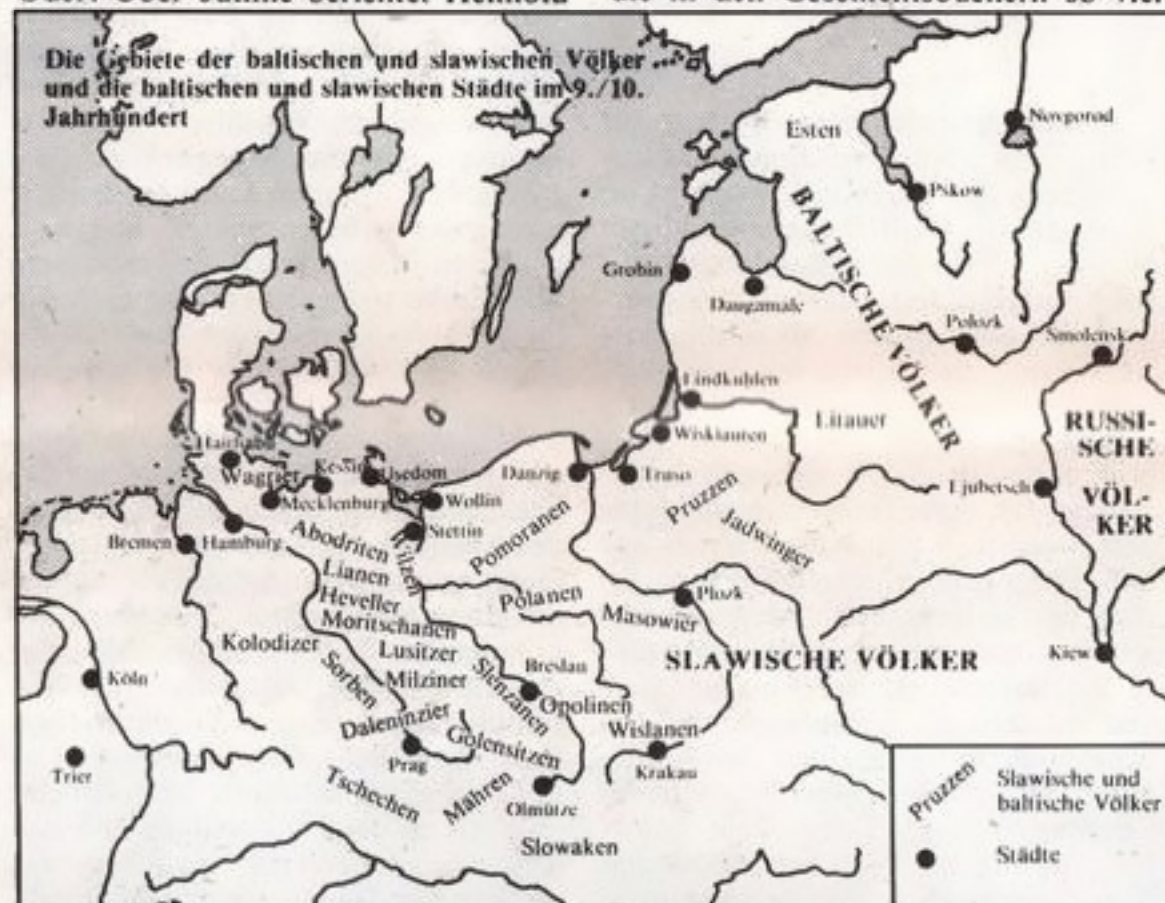 Die Gebiete der baltischen und slawischen Völker
und die baltischen und slawischen Städte im 9./10.
Jahrhundert
Esten
Novgorod
Pskow
BALTISCHE VÖLKER
Grobin
Daugamale
Polozk
Smolensk
Lindkuhlen
Litauer
Wiskiauten
RUSSI-
SCHE
VÖL-
KER
Haithabu
Wagrier
Kessin
Usedom
Danzig
Truso
Ljubetsch
Mecklenburg
Wollin
Pruzzen
Stettin
Jadwinger
Bremen
Hamburg
Abodriten
Wilzen
Pomoranen
Lianen
Heveller
Polanen
Plozk
Masowier
Moritschanen
Kolodizer
Lusitzer
SLAWISCHE VÖLKER
Kiew
Köln
Sorben
Milziner
Slenzanen
Breslau
Opolinen
Daleminzier
Golensitzen
Wislanen
Prag
Krakau
Trier
Tschechen
Mähren
Olmütze
Slowaken
Pruzzen
Slawische und
baltische Völker
Städte